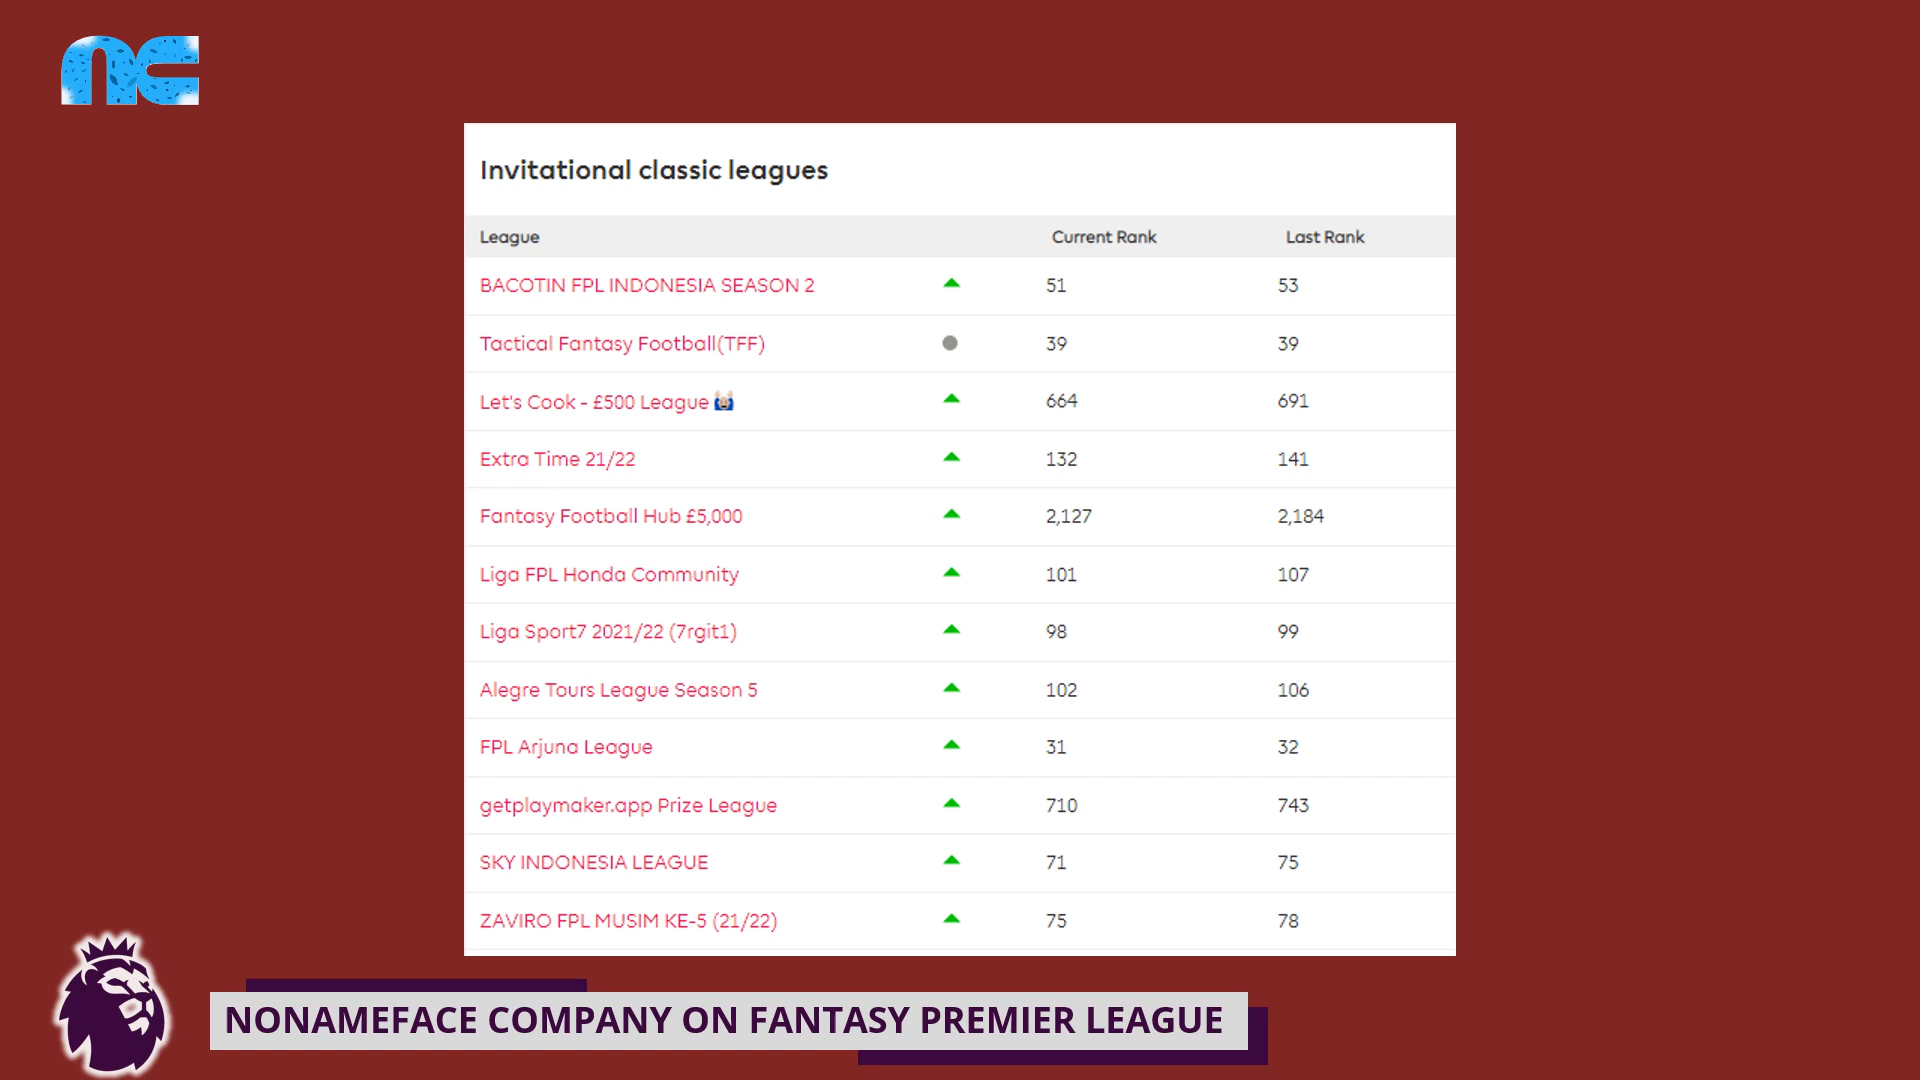 nc
Invitational classic leagues
League Current Rank Last Rank
BACOTIN FPL INDONESIA SEASON 2 51 53
Tactical Fantasy Football(TFF) 39 39
Let's Cook - £500 League 🙌 664 691
Extra Time 21/22 132 141
Fantasy Football Hub £5,000 2,127 2,184
Liga FPL Honda Community 101 107
Liga Sport7 2021/22 (7rgit1) 98 99
Alegre Tours League Season 5 102 106
FPL Arjuna League 31 32
getplaymaker.app Prize League 710 743
SKY INDONESIA LEAGUE 71 75
ZAVIRO FPL MUSIM KE-5 (21/22) 75 78
NONAMEFACE COMPANY ON FANTASY PREMIER LEAGUE